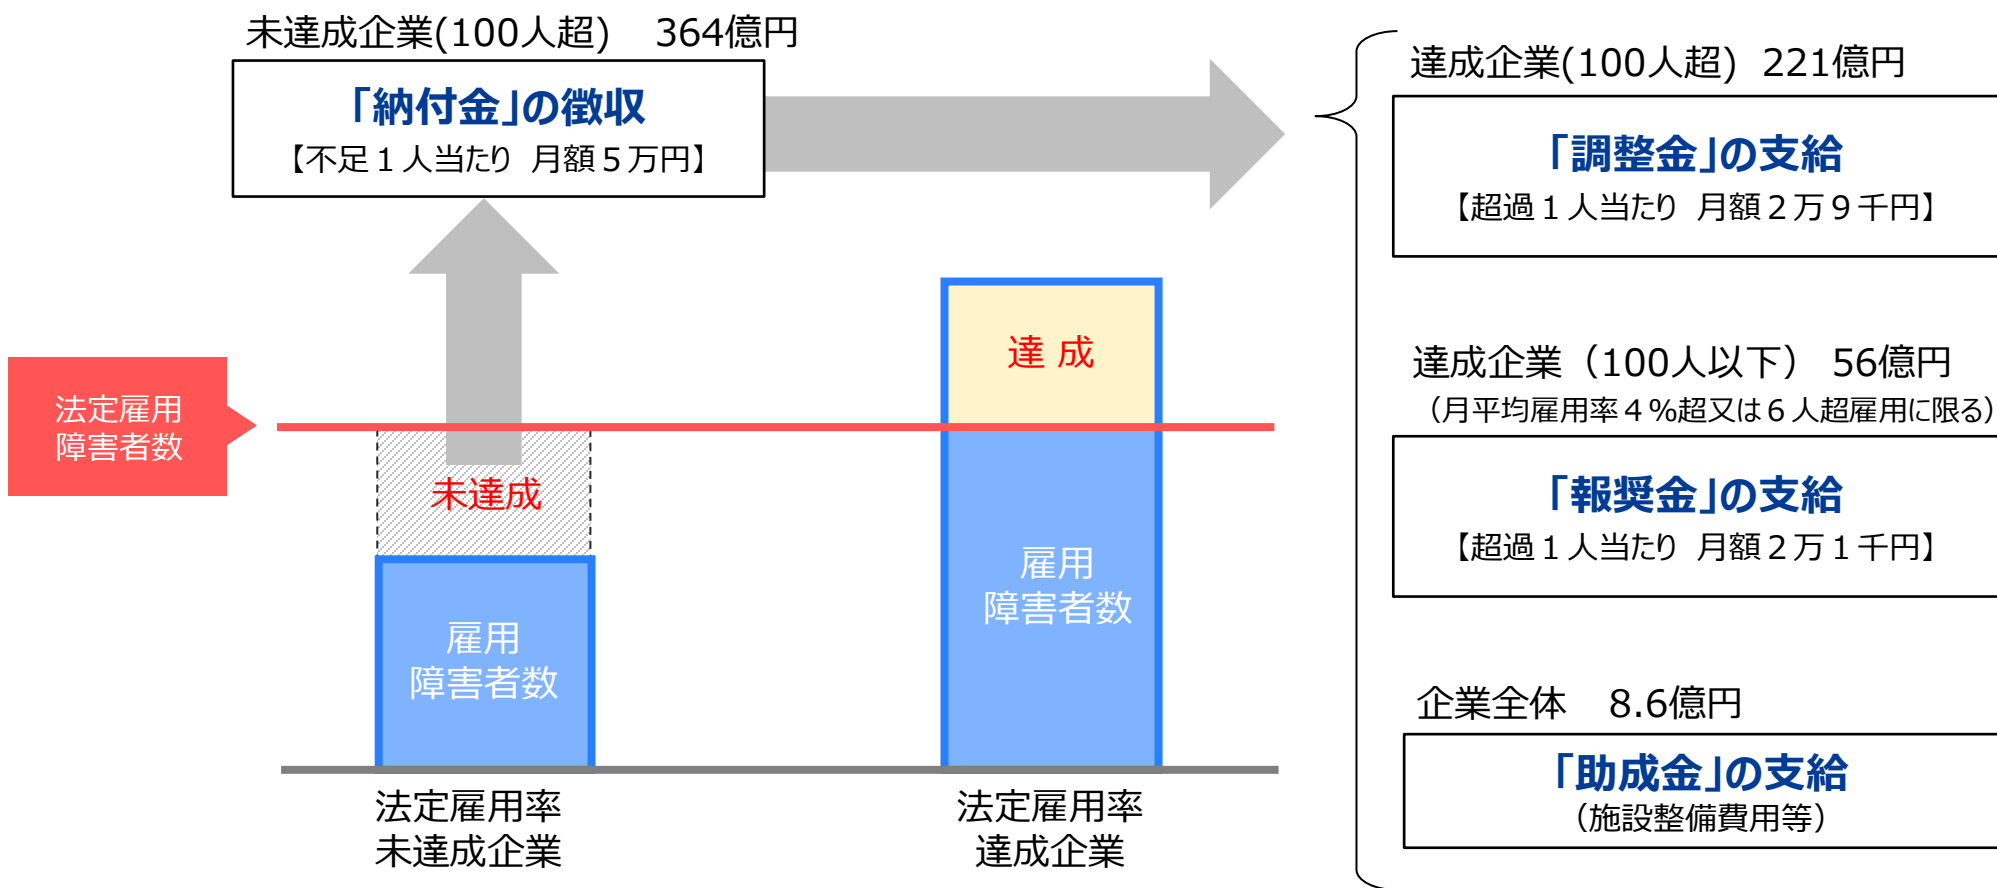 未達成企業(100人超) 364億円
「納付金」の徴収
【不足１人当たり 月額５万円】
達成企業(100人超) 221億円
「調整金」の支給
【超過１人当たり 月額２万９千円】
達成企業（100人以下） 56億円
（月平均雇用率４％超又は６人超雇用に限る）
「報奨金」の支給
【超過１人当たり 月額２万１千円】
企業全体 8.6億円
「助成金」の支給
（施設整備費用等）
法定雇用
障害者数
未達成
雇用
障害者数
達 成
雇用
障害者数
法定雇用率
未達成企業
法定雇用率
達成企業